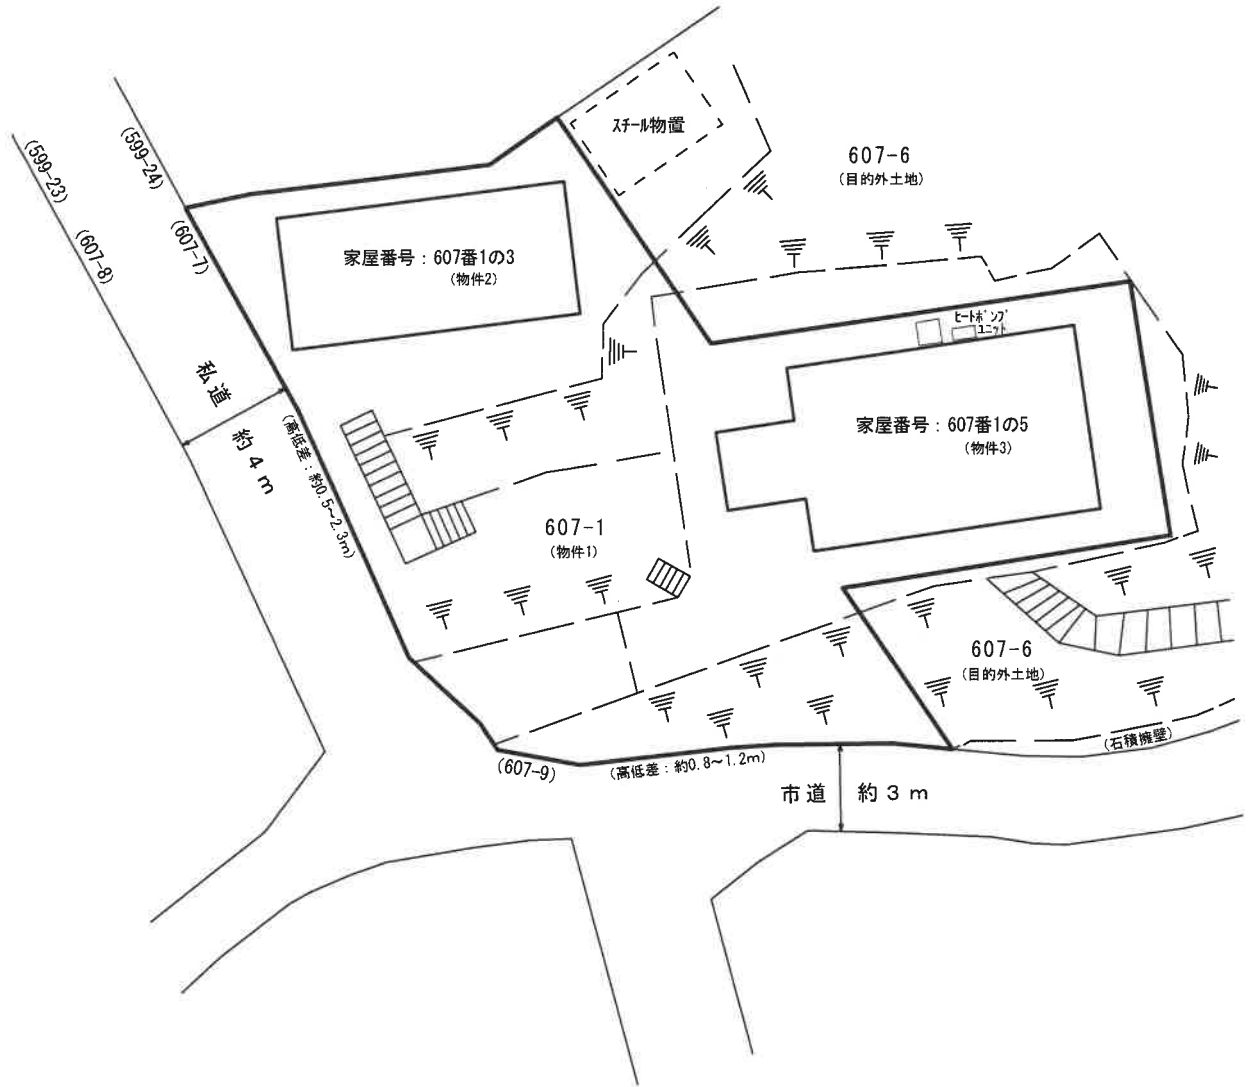 スチール物置
607-6
(目的外土地)
(599-24)
(599-23)
(607-7)
(607-8)
家屋番号：607番1の3
(物件2)
ヒートポンプ
ユニット
私道
約4m
(高低差：約0.5～2.3m)
家屋番号：607番1の5
(物件3)
607-1
(物件1)
607-6
(目的外土地)
(石積擁壁)
(607-9)
(高低差：約0.8～1.2m)
市道 約3m